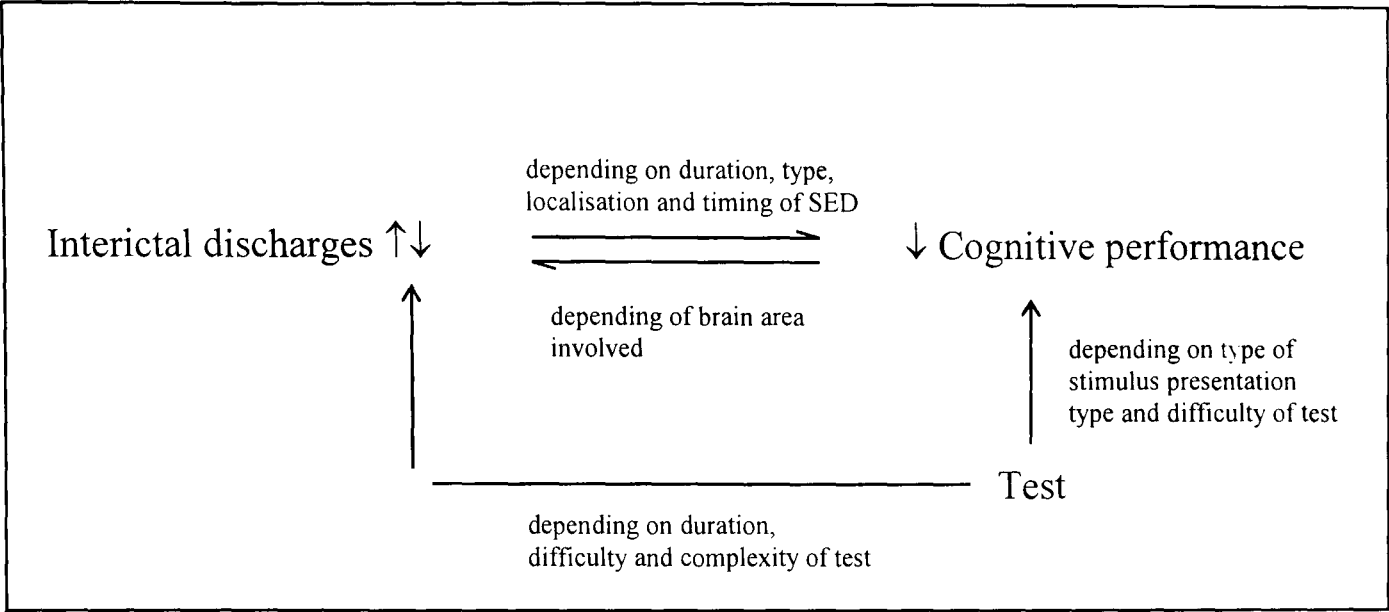 depending on duration, type,
localisation and timing of SED
Interictal discharges ↑↓
↓ Cognitive performance
depending of brain area
involved
depending on type of
stimulus presentation
type and difficulty of test
Test
depending on duration,
difficulty and complexity of test